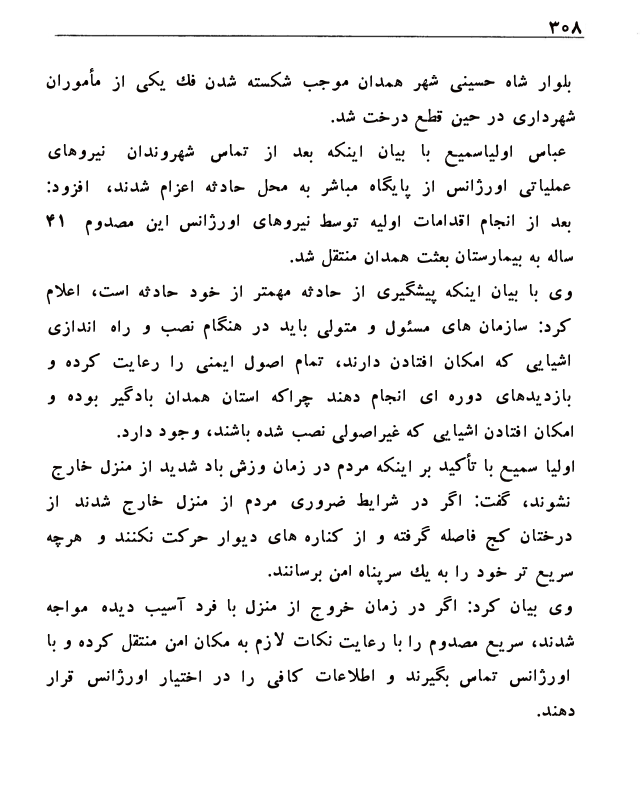 ۳۰۸
بلوار شاه حسینی شهر همدان موجب شکسته شدن فك یکی از مأموران
شهرداری در حین قطع درخت شد.
عباس اولیاسمیع با بیان اینکه بعد از تماس شهروندان نیروهای
عملیاتی اورژانس از پایگاه مباشر به محل حادثه اعزام شدند، افزود:
بعد از انجام اقدامات اولیه توسط نیروهای اورژانس این مصدوم ۴۱
ساله به بیمارستان بعثت همدان منتقل شد.
وی با بیان اینکه پیشگیری از حادثه مهمتر از خود حادثه است، اعلام
کرد: سازمان های مسئول و متولی باید در هنگام نصب و راه اندازی
اشیایی که امکان افتادن دارند، تمام اصول ایمنی را رعایت کرده و
بازدیدهای دوره ای انجام دهند چراکه استان همدان بادگیر بوده و
امکان افتادن اشیایی که غیراصولی نصب شده باشند، وجود دارد.
اولیا سمیع با تأکید بر اینکه مردم در زمان وزش باد شدید از منزل خارج
نشوند، گفت: اگر در شرایط ضروری مردم از منزل خارج شدند از
درختان کج فاصله گرفته و از کناره های دیوار حرکت نکنند و هرچه
سریع تر خود را به یك سرپناه امن برسانند.
وی بیان کرد: اگر در زمان خروج از منزل با فرد آسیب دیده مواجه
شدند، سریع مصدوم را با رعایت نکات لازم به مکان امن منتقل کرده و با
اورژانس تماس بگیرند و اطلاعات کافی را در اختیار اورژانس قرار
دهند.